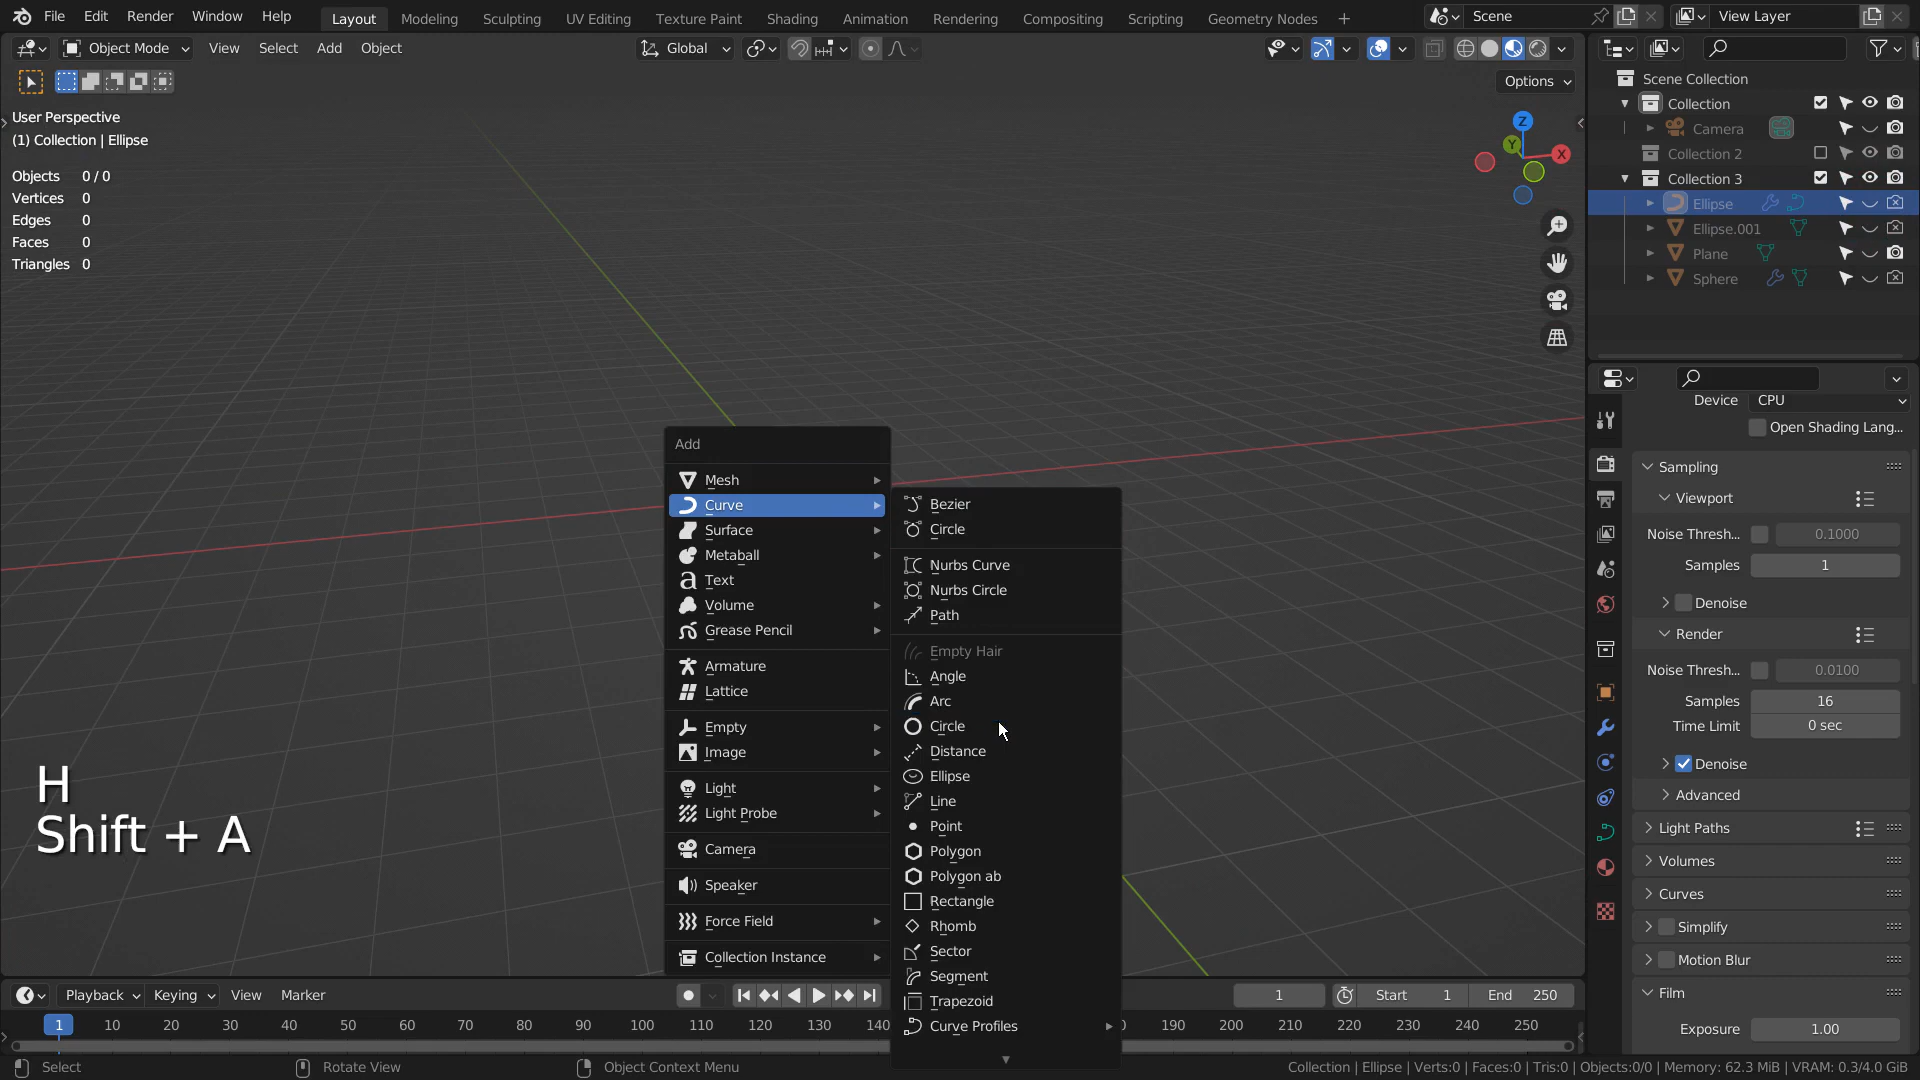 File Edit Render Window Help Layout Modeling Sculpting UV Editing Texture Paint Shading Animation Rendering Compositing Scripting Geometry Nodes + Scene View Layer
Object Mode View Select Add Object Global
Options
User Perspective
(1) Collection | Ellipse
Objects 0 / 0
Vertices 0
Edges 0
Faces 0
Triangles 0
Z
Y
X
Scene Collection
Collection
Camera
Collection 2
Collection 3
Ellipse
Ellipse.001
Plane
Sphere
Add
Mesh
Curve
Surface
Metaball
Text
Volume
Grease Pencil
Armature
Lattice
Empty
Image
Light
Light Probe
Camera
Speaker
Force Field
Collection Instance
Bezier
Circle
Nurbs Curve
Nurbs Circle
Path
Empty Hair
Angle
Arc
Circle
Distance
Ellipse
Line
Point
Polygon
Polygon ab
Rectangle
Rhomb
Sector
Segment
Trapezoid
Curve Profiles
H
Shift + A
Device CPU
Open Shading Lang...
Sampling
Viewport
Noise Thresh... 0.1000
Samples 1
Denoise
Render
Noise Thresh... 0.0100
Samples 16
Time Limit 0 sec
Denoise
Advanced
Light Paths
Volumes
Curves
Simplify
Motion Blur
Film
Exposure 1.00
Playback Keying View Marker 1 Start 1 End 250
1 10 20 30 40 50 60 70 80 90 100 110 120 130 140 190 200 210 220 230 240 250
Select Rotate View Object Context Menu Collection | Ellipse | Verts:0 | Faces:0 | Tris:0 | Objects:0/0 | Memory: 62.3 MiB | VRAM: 0.3/4.0 GiB